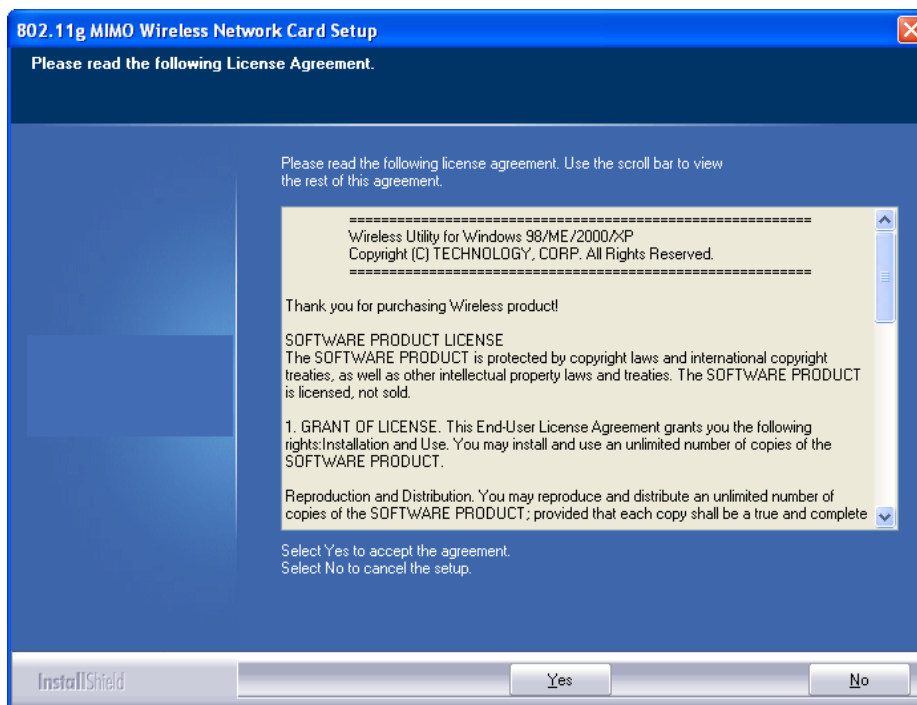 802.11g MIMO Wireless Network Card Setup
Please read the following License Agreement.
Please read the following license agreement. Use the scroll bar to view
the rest of this agreement.
=========================================================
Wireless Utility for Windows 98/ME/2000/XP
Copyright (C) TECHNOLOGY, CORP. All Rights Reserved.
=========================================================
Thank you for purchasing Wireless product!
SOFTWARE PRODUCT LICENSE
The SOFTWARE PRODUCT is protected by copyright laws and international copyright
treaties, as well as other intellectual property laws and treaties. The SOFTWARE PRODUCT
is licensed, not sold.
1. GRANT OF LICENSE. This End-User License Agreement grants you the following
rights:Installation and Use. You may install and use an unlimited number of copies of the
SOFTWARE PRODUCT.
Reproduction and Distribution. You may reproduce and distribute an unlimited number of
copies of the SOFTWARE PRODUCT; provided that each copy shall be a true and complete
Select Yes to accept the agreement.
Select No to cancel the setup.
InstallShield
Yes
No